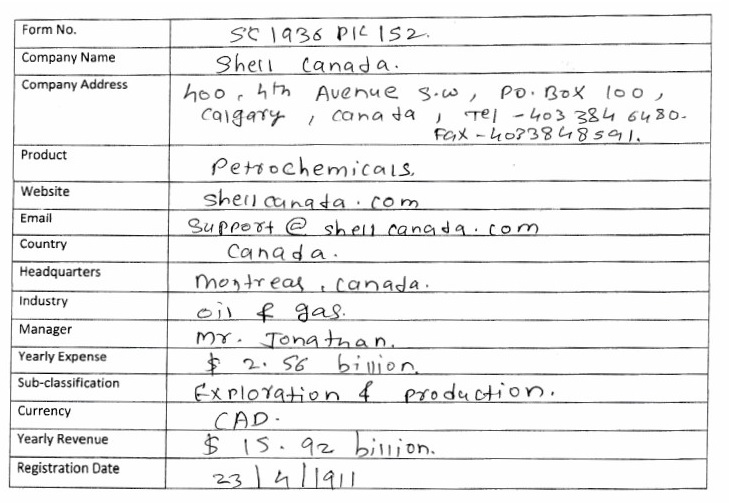 Form No. SC 1936 PIL 152.
Company Name Shell Canada.
Company Address 400, 4th Avenue S.W, PO. BOX 100,
Calgary, Canada, Tel - 403 384 6480.
Fax - 4033848591.
Product Petrochemicals.
Website shellcanada.com
Email Support@shellcanada.com
Country Canada.
Headquarters Montreas, Canada.
Industry oil & gas.
Manager Mr. Jonathan.
Yearly Expense $ 2.56 billion.
Sub-classification Exploration & production.
Currency CAD.
Yearly Revenue $ 15.92 billion.
Registration Date 23/4/1911